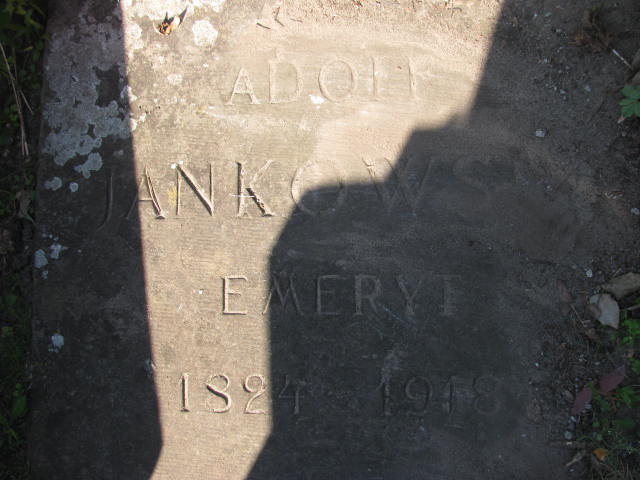 ADOLF
JANKOWS
EMERYT
1824 1918